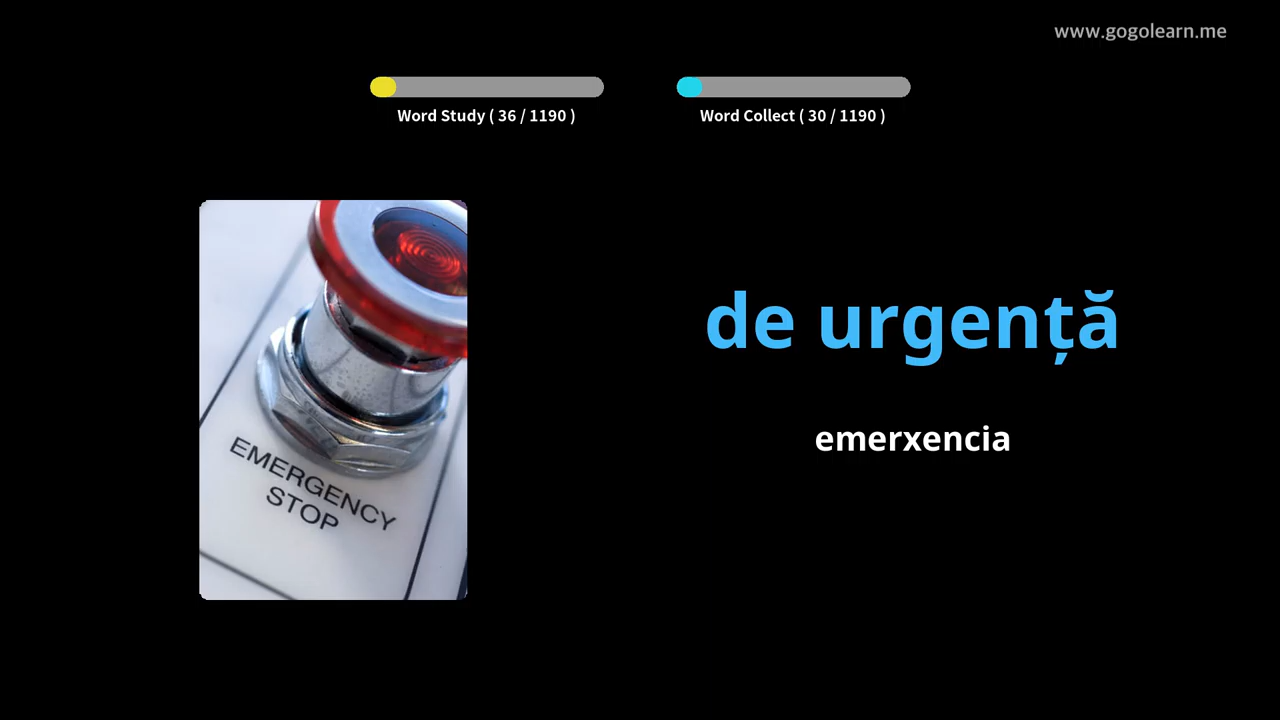 www.gogolearn.me
Word Study ( 36 / 1190 )
Word Collect ( 30 / 1190 )
de urgență
emerxencia
EMERGENCY
STOP